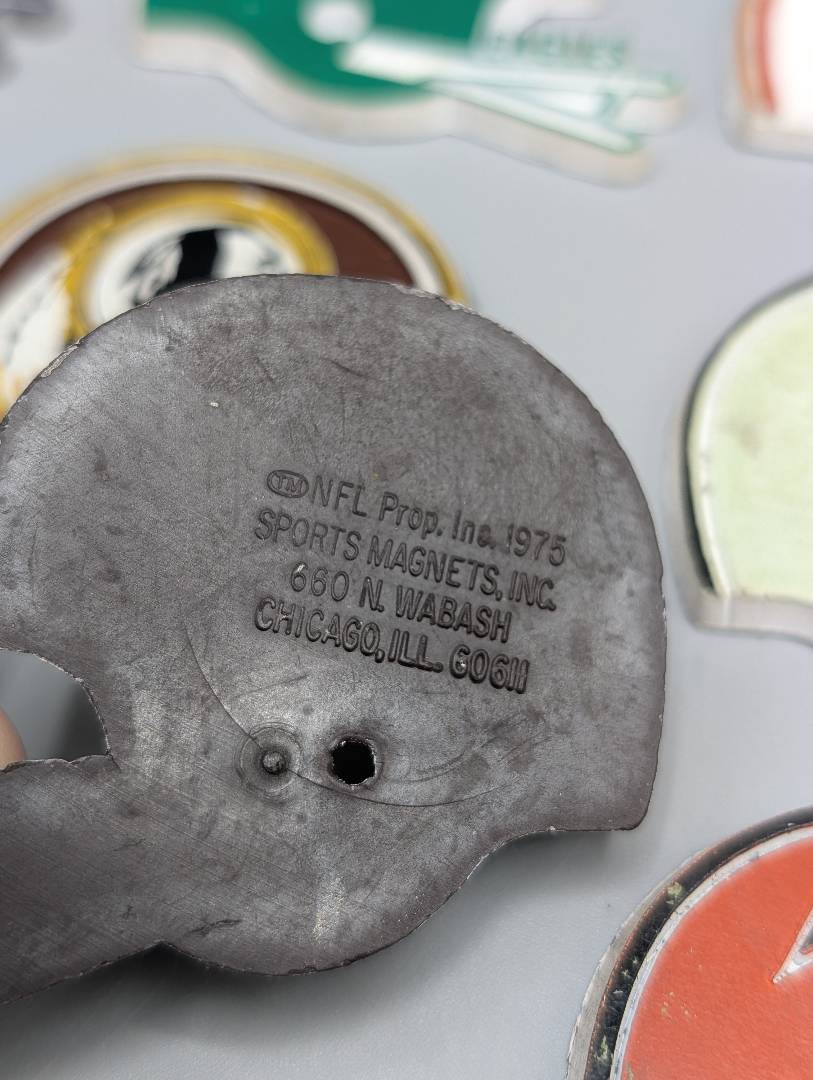 TM NFL Prop. Inc. 1975
SPORTS MAGNETS, INC.
660 N. WABASH
CHICAGO, ILL. 60611